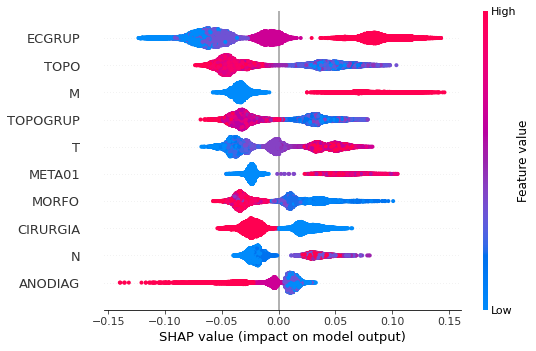 High
ECGRUP
TOPO
M
TOPOGRUP
T
META01
MORFO
CIRURGIA
N
ANODIAG
Feature value
Low
−0.15 −0.10 −0.05 0.00 0.05 0.10 0.15
SHAP value (impact on model output)